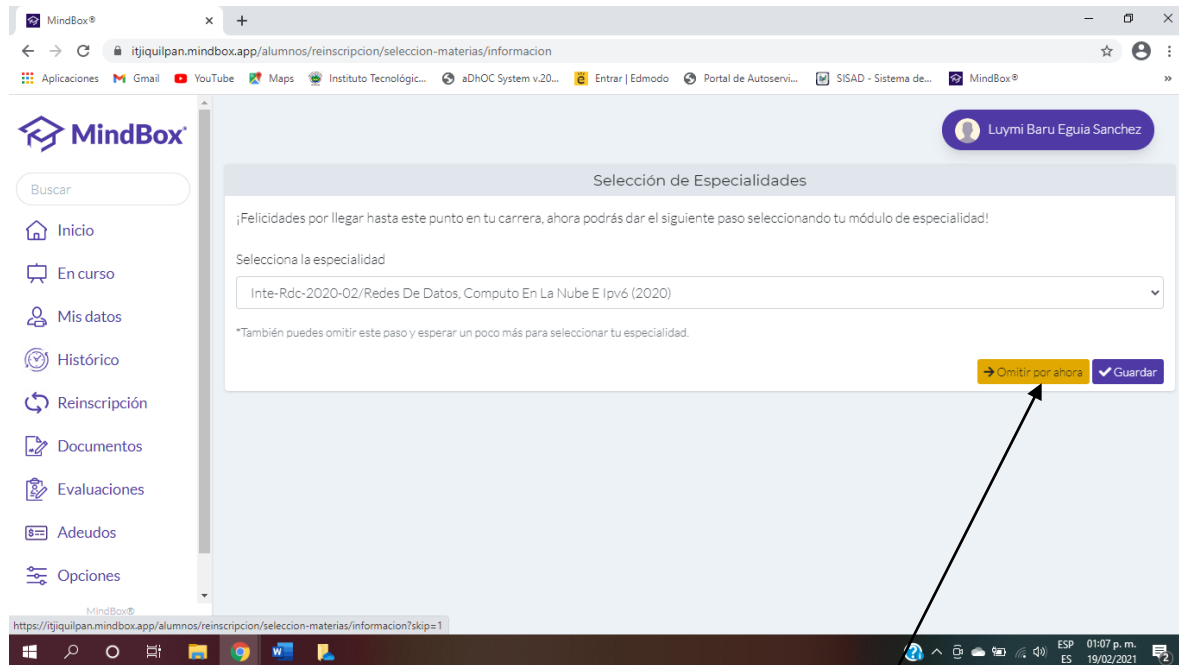 MindBox®
itjiquilpan.mindbox.app/alumnos/reinscripcion/seleccion-materias/informacion
Aplicaciones Gmail YouTube Maps Instituto Tecnológic... aDhOC System v.20... Entrar | Edmodo Portal de Autoservi... SISAD - Sistema de... MindBox® »
MindBox
Luymi Baru Eguia Sanchez
Buscar
Inicio
En curso
Mis datos
Histórico
Reinscripción
Documentos
Evaluaciones
Adeudos
Opciones
MindBox®
Selección de Especialidades
¡Felicidades por llegar hasta este punto en tu carrera, ahora podrás dar el siguiente paso seleccionando tu módulo de especialidad!
Selecciona la especialidad
Inte-Rdc-2020-02/Redes De Datos, Computo En La Nube E Ipv6 (2020)
*También puedes omitir este paso y esperar un poco más para seleccionar tu especialidad.
Omitir por ahora Guardar
https://itjiquilpan.mindbox.app/alumnos/reinscripcion/seleccion-materias/informacion?skip=1
ESP 01:07 p. m.
ES 19/02/2021 2